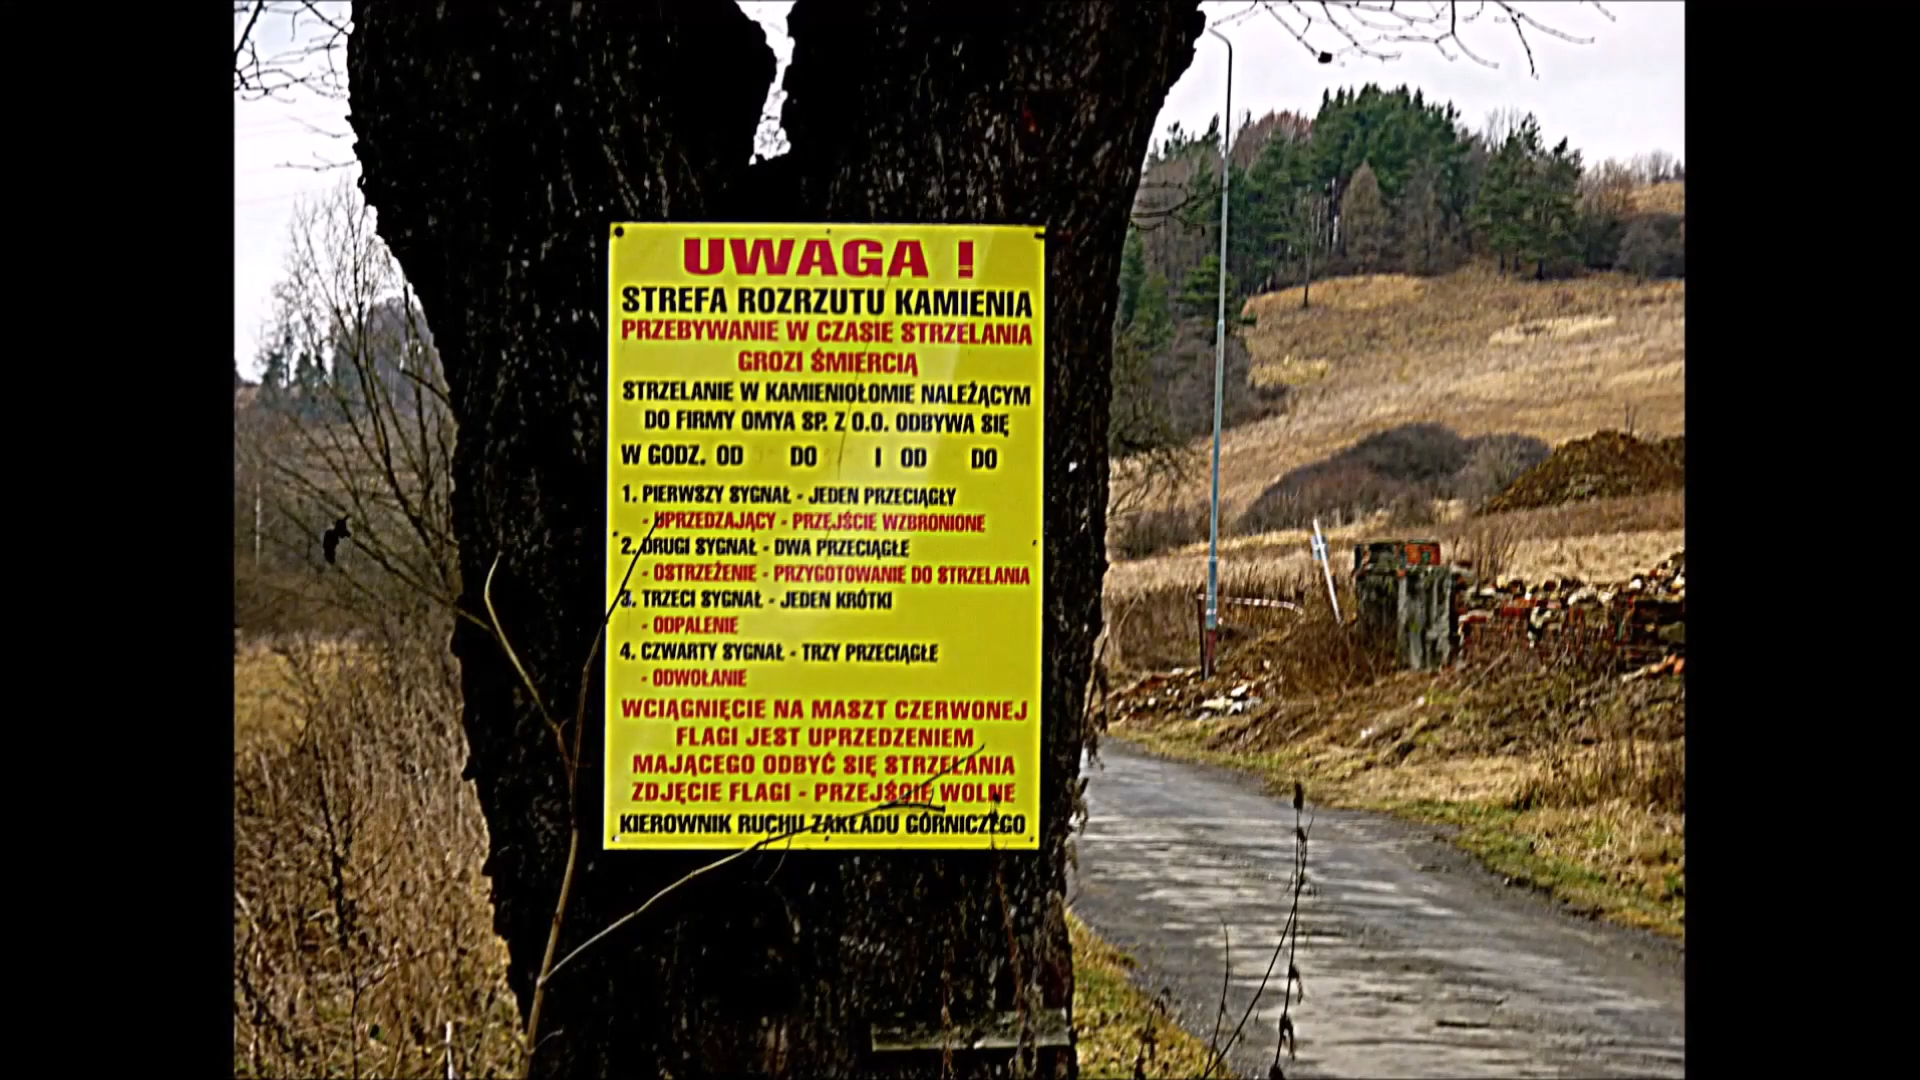 UWAGA !
STREFA ROZRZUTU KAMIENIA
PRZEBYWANIE W CZASIE STRZELANIA
GROZI ŚMIERCIĄ
STRZELANIE W KAMIENIOŁOMIE NALEŻĄCYM
DO FIRMY OMYA SP. Z O.O. ODBYWA SIĘ
W GODZ. OD DO I OD DO
1. PIERWSZY SYGNAŁ - JEDEN PRZECIĄGŁY
- UPRZEDZAJĄCY - PRZEJŚCIE WZBRONIONE
2. DRUGI SYGNAŁ - DWA PRZECIĄGŁE
- OSTRZEŻENIE - PRZYGOTOWANIE DO STRZELANIA
3. TRZECI SYGNAŁ - JEDEN KRÓTKI
- ODPALENIE
4. CZWARTY SYGNAŁ - TRZY PRZECIĄGŁE
- ODWOŁANIE
WCIĄGNIĘCIE NA MASZT CZERWONEJ
FLAGI JEST UPRZEDZENIEM
MAJĄCEGO ODBYĆ SIĘ STRZELANIA
ZDJĘCIE FLAGI - PRZEJŚCIE WOLNE
KIEROWNIK RUCHU ZAKŁADU GÓRNICZEGO